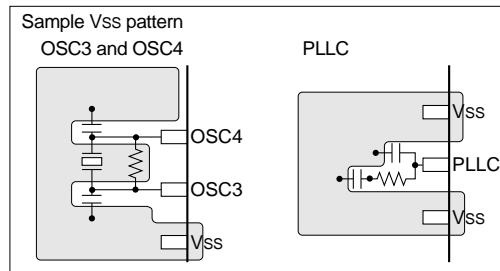 Sample Vss pattern
OSC3 and OSC4
PLLC
OSC4
OSC3
Vss
Vss
PLLC
Vss